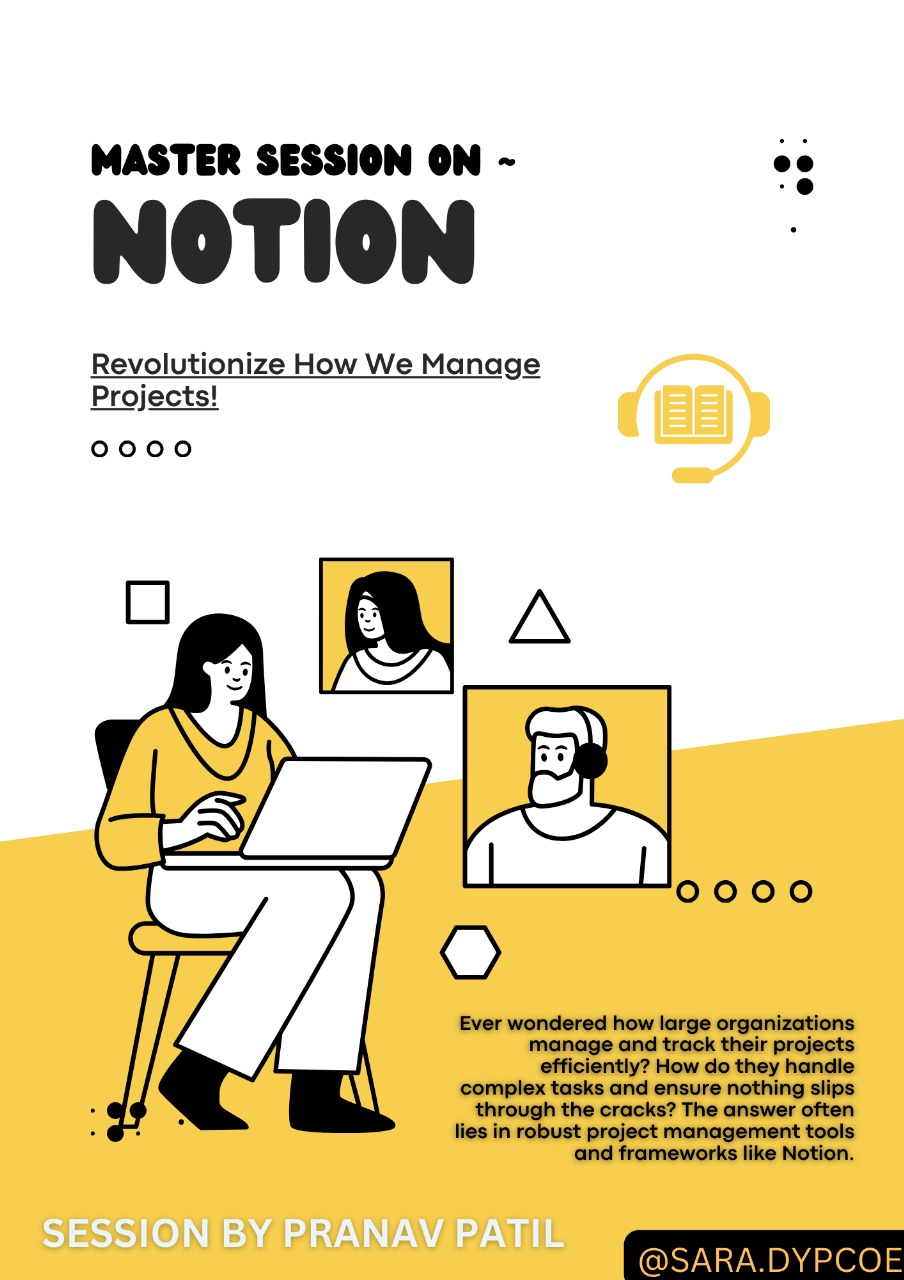 MASTER SESSION ON ~
NOTION
Revolutionize How We Manage
Projects!
Ever wondered how large organizations
manage and track their projects
efficiently? How do they handle
complex tasks and ensure nothing slips
through the cracks? The answer often
lies in robust project management tools
and frameworks like Notion.
SESSION BY PRANAV PATIL
@SARA.DYPCOE